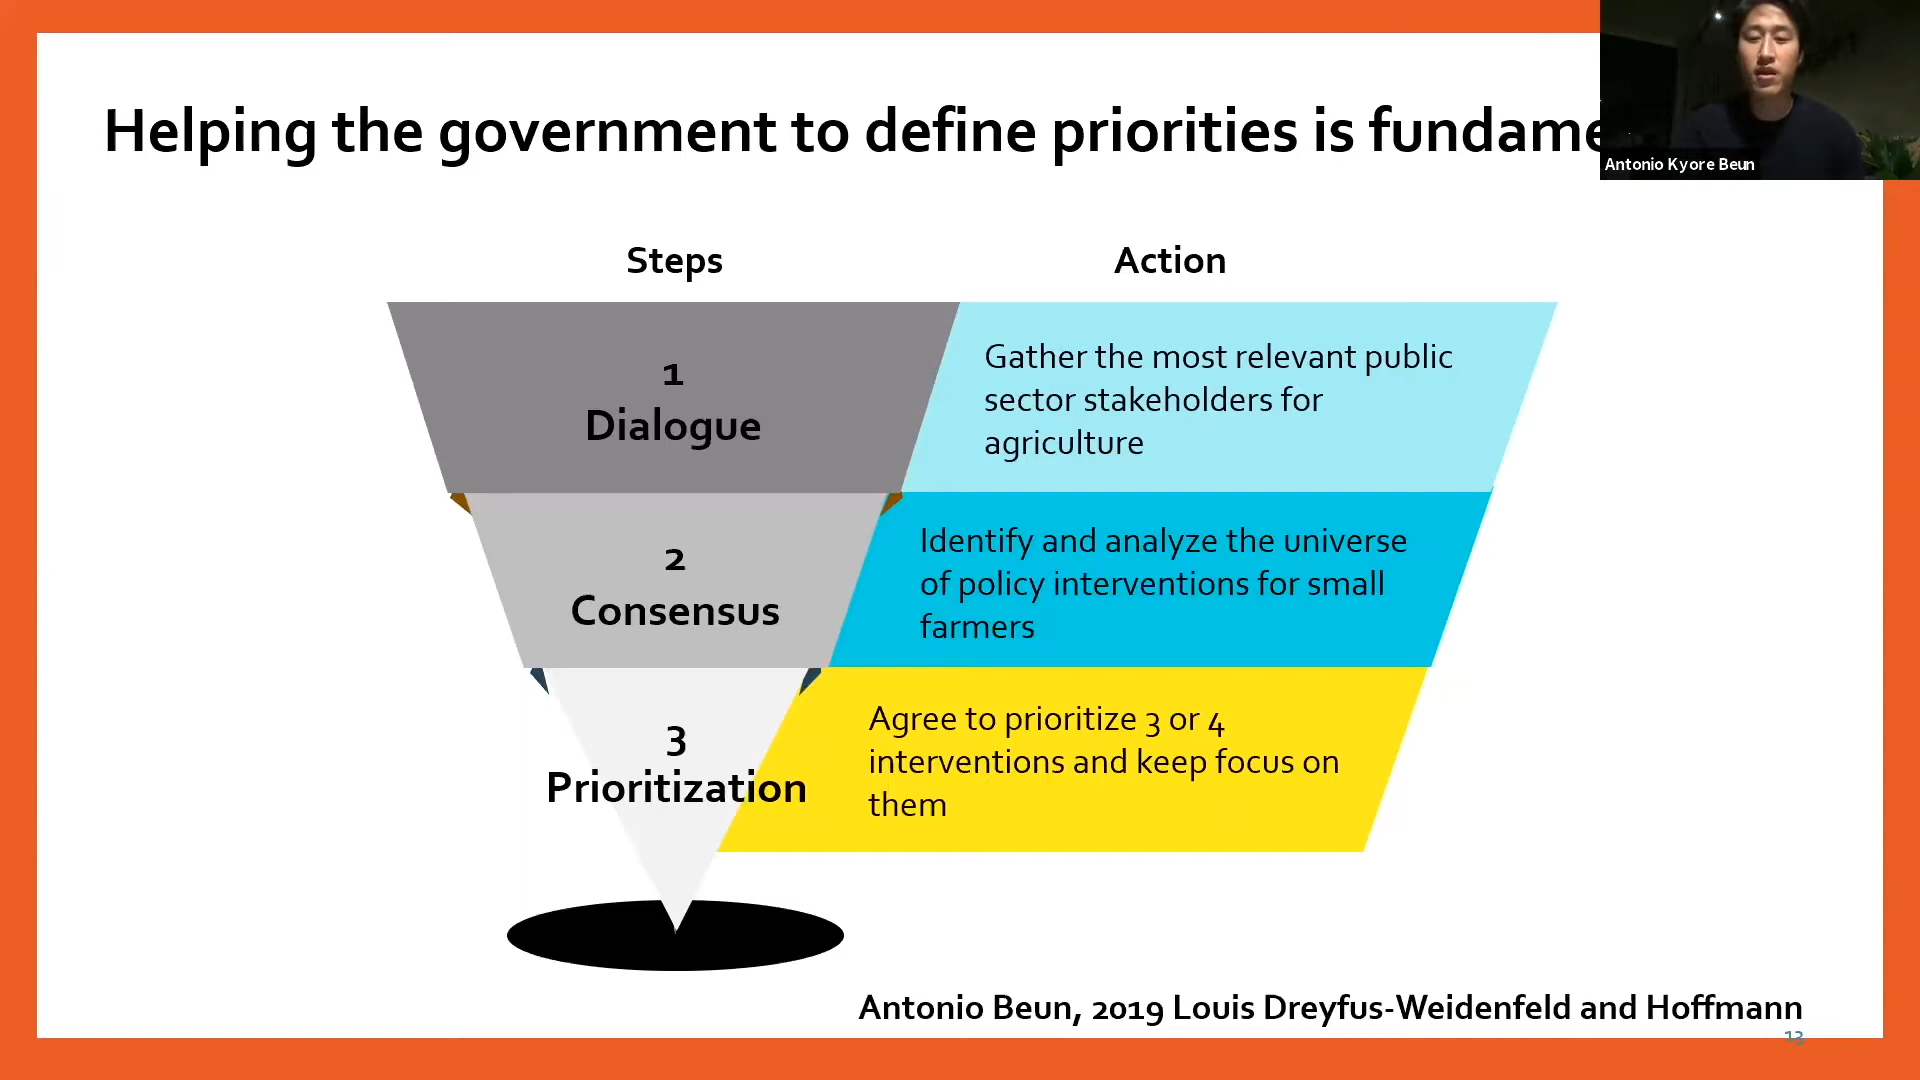 Helping the government to define priorities is
Antonio Kyore Beun
Steps
Action
1
Dialogue
Gather the most relevant public
sector stakeholders for
agriculture
2
Consensus
Identify and analyze the universe
of policy interventions for small
farmers
3
Prioritization
Agree to prioritize 3 or 4
interventions and keep focus on
them
Antonio Beun, 2019 Louis Dreyfus-Weidenfeld and Hoffmann
13